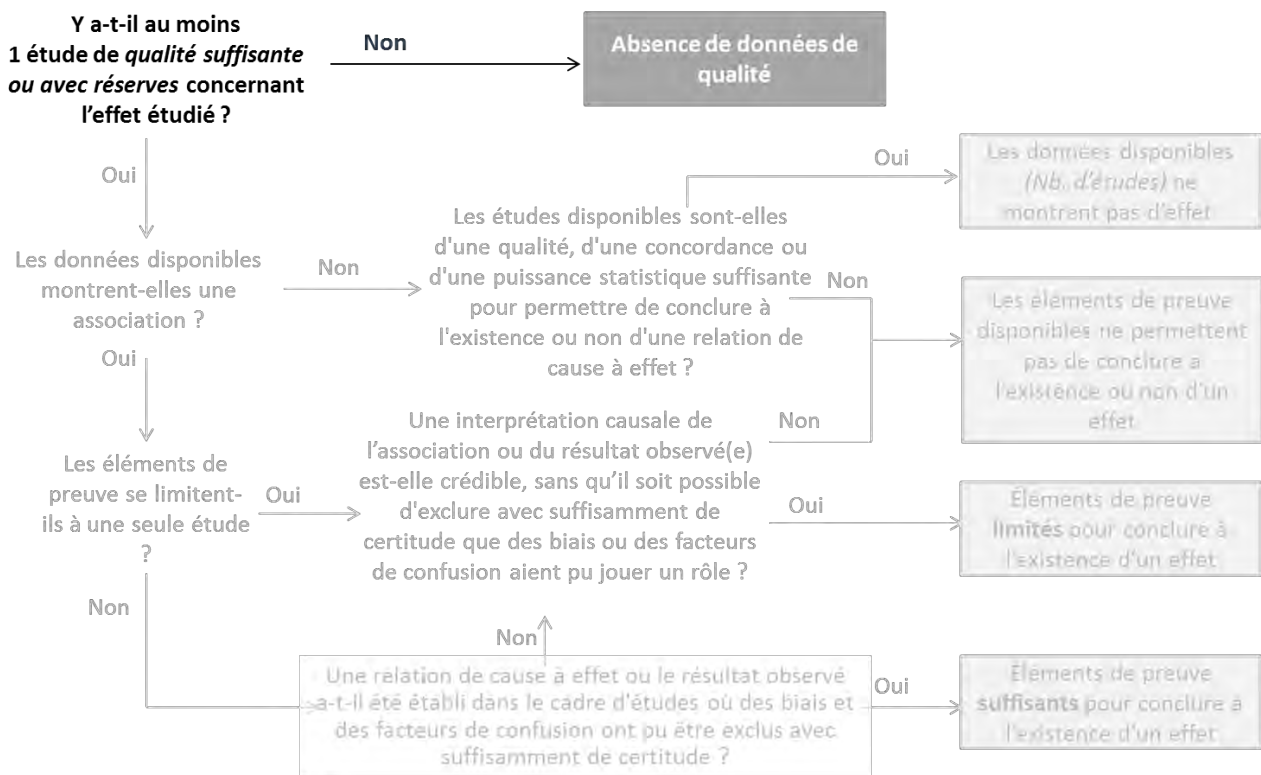 Y a-t-il au moins
1 étude de qualité suffisante
ou avec réserves concernant
l'effet étudié ?
Non
Absence de données de
qualité
Oui
Oui
Les données disponibles
(Nb. d'études) ne
montrent pas d'effet
Les études disponibles sont-elles
d'une qualité, d'une concordance ou
d'une puissance statistique suffisante
pour permettre de conclure à
l'existence ou non d'une relation de
cause à effet ?
Les données disponibles
montrent-elles une
association ?
Non
Non
Les éléments de preuve
disponibles ne permettent
pas de conclure a
l'existence ou non d'un
effet
Oui
Une interprétation causale de
l'association ou du résultat observé(e)
est-elle crédible, sans qu'il soit possible
d'exclure avec suffisamment de
certitude que des biais ou des facteurs
de confusion aient pu jouer un rôle ?
Non
Les éléments de
preuve se limitent-
ils à une seule étude
?
Oui
Oui
Eléments de preuve
limités pour conclure à
l'existence d'un effet
Non
Non
Une relation de cause à effet ou le résultat observé
a-t-il été établi dans le cadre d'études où des biais et
des facteurs de confusion ont pu être exclus avec
suffisamment de certitude ?
Oui
Eléments de preuve
suffisants pour conclure à
l'existence d'un effet